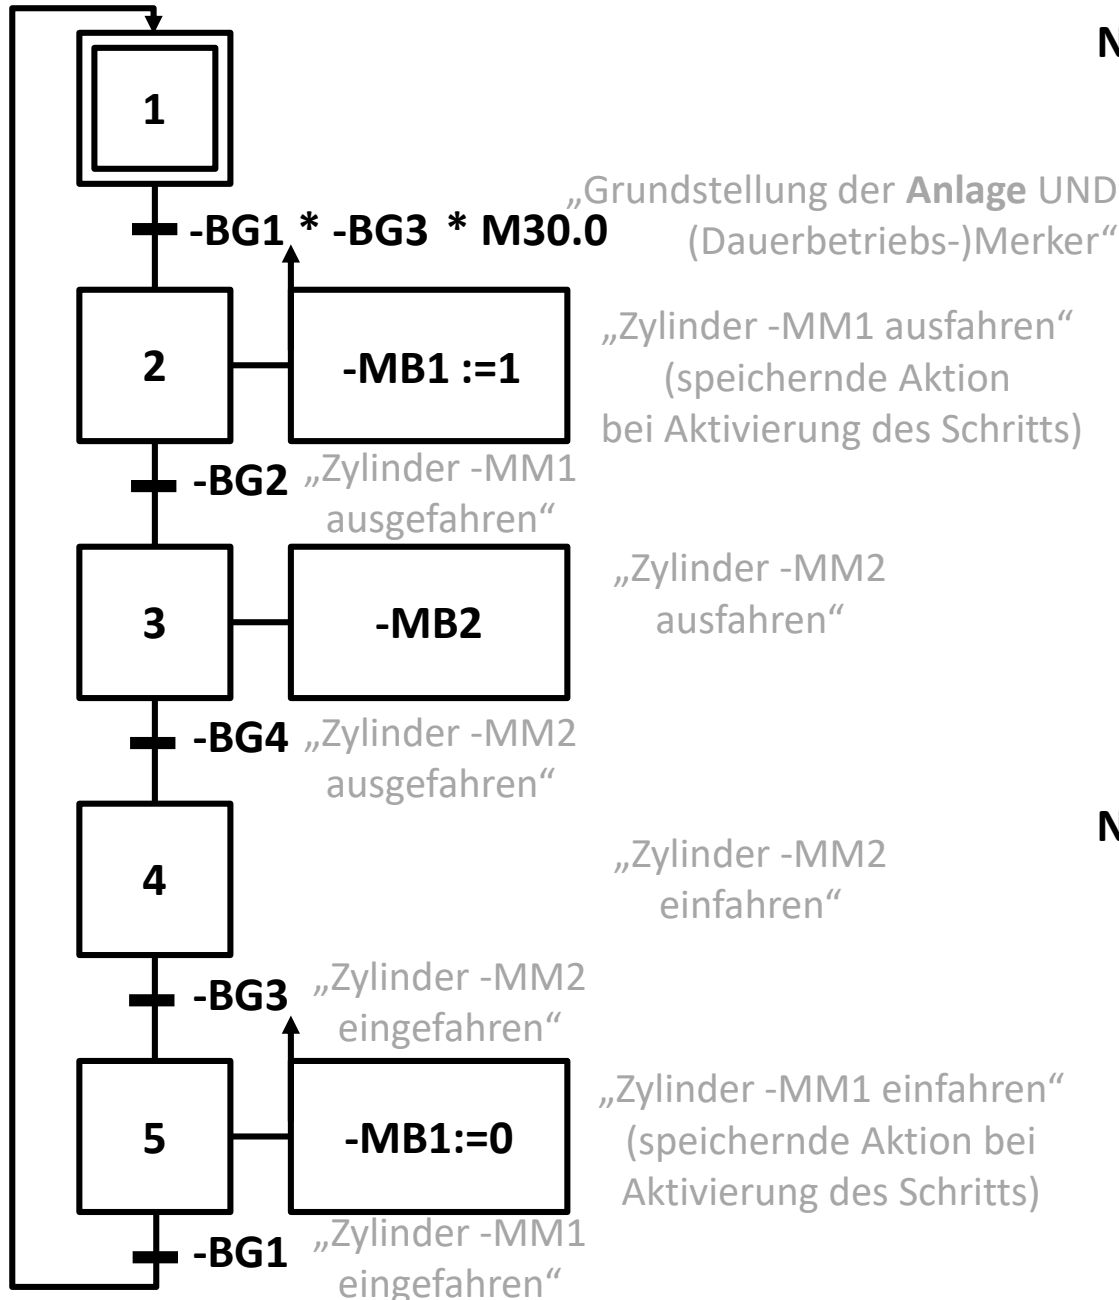 N
1
„Grundstellung der Anlage UND
-BG1 * -BG3 * M30.0
(Dauerbetriebs-)Merker“
2
-MB1 :=1
„Zylinder -MM1 ausfahren“
(speichernde Aktion
bei Aktivierung des Schritts)
-BG2
„Zylinder -MM1
ausgefahren“
3
-MB2
„Zylinder -MM2
ausfahren“
-BG4
„Zylinder -MM2
ausgefahren“
N
4
„Zylinder -MM2
einfahren“
-BG3
„Zylinder -MM2
eingefahren“
5
-MB1:=0
„Zylinder -MM1 einfahren“
(speichernde Aktion bei
Aktivierung des Schritts)
-BG1
„Zylinder -MM1
eingefahren“